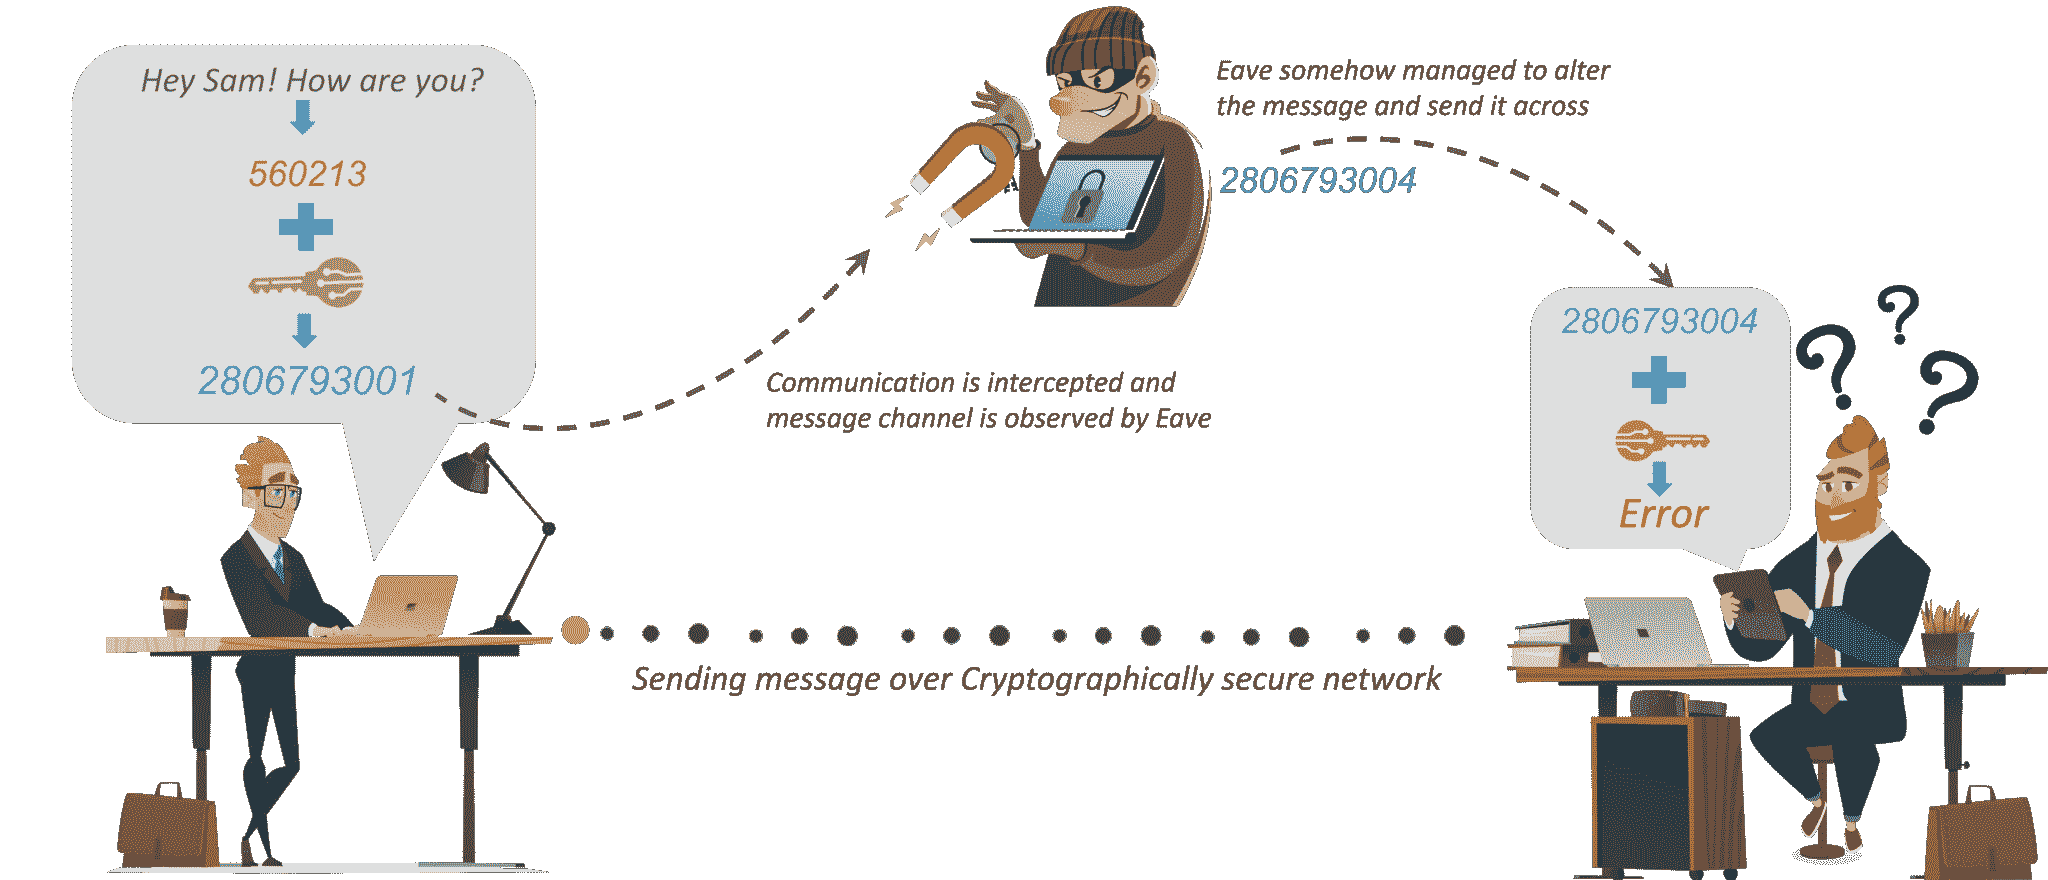 Hey Sam! How are you?
560213
2806793001
Eave somehow managed to alter
the message and send it across
2806793004
Communication is intercepted and
message channel is observed by Eave
2806793004
Error
? ? ?
Sending message over Cryptographically secure network